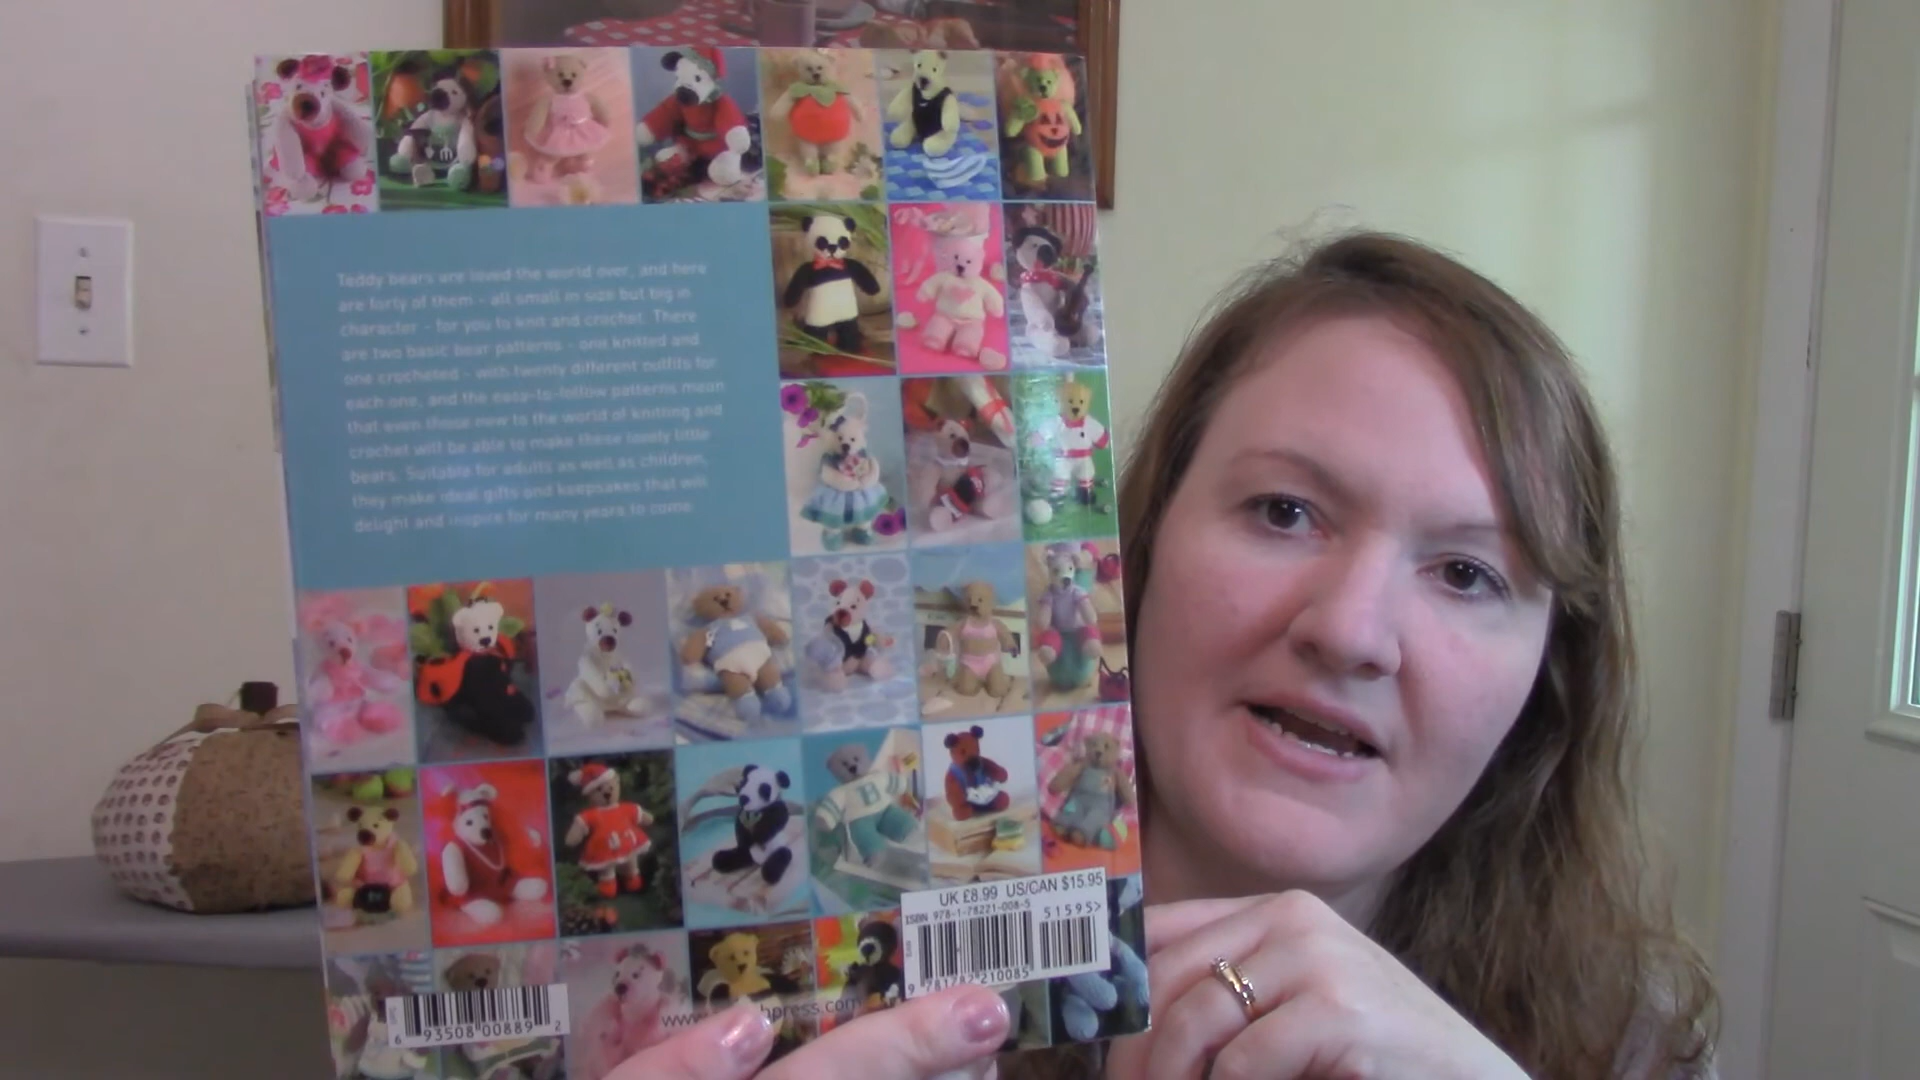 Teddy bears are loved the world over, and here
are forty of them - all small in size but big in
character - for you to knit and crochet. There
are two basic bear patterns - one knitted and
one crocheted - with twenty different outfits for
each one, and the easy-to-follow patterns mean
that even those new to the world of knitting and
crochet will be able to make these lovely little
bears. Suitable for adults as well as children,
they make ideal gifts and keepsakes that will
delight and inspire for many years to come.
B
UK £8.99 US/CAN $15.95
ISBN 978-1-78221-008-5
51595>
9 781782 210085
6 93508 00889 2
www. hpress.com